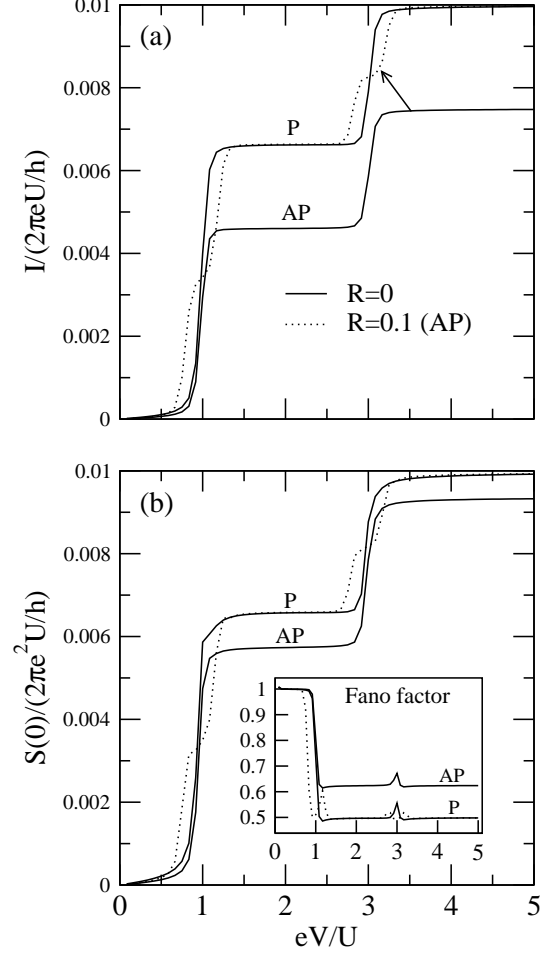 0.01
(a)
0.008
P
0.006
AP
0.004
R=0
R=0.1 (AP)
0.002
0
I/(2πeU/h)
0.01
(b)
0.008
P
0.006
AP
0.004
0.002
0
S(0)/(2πe²U/h)
1
Fano factor
0.9
0.8
0.7
AP
0.6
P
0.5
0 1 2 3 4 5
0 1 2 3 4 5
eV/U